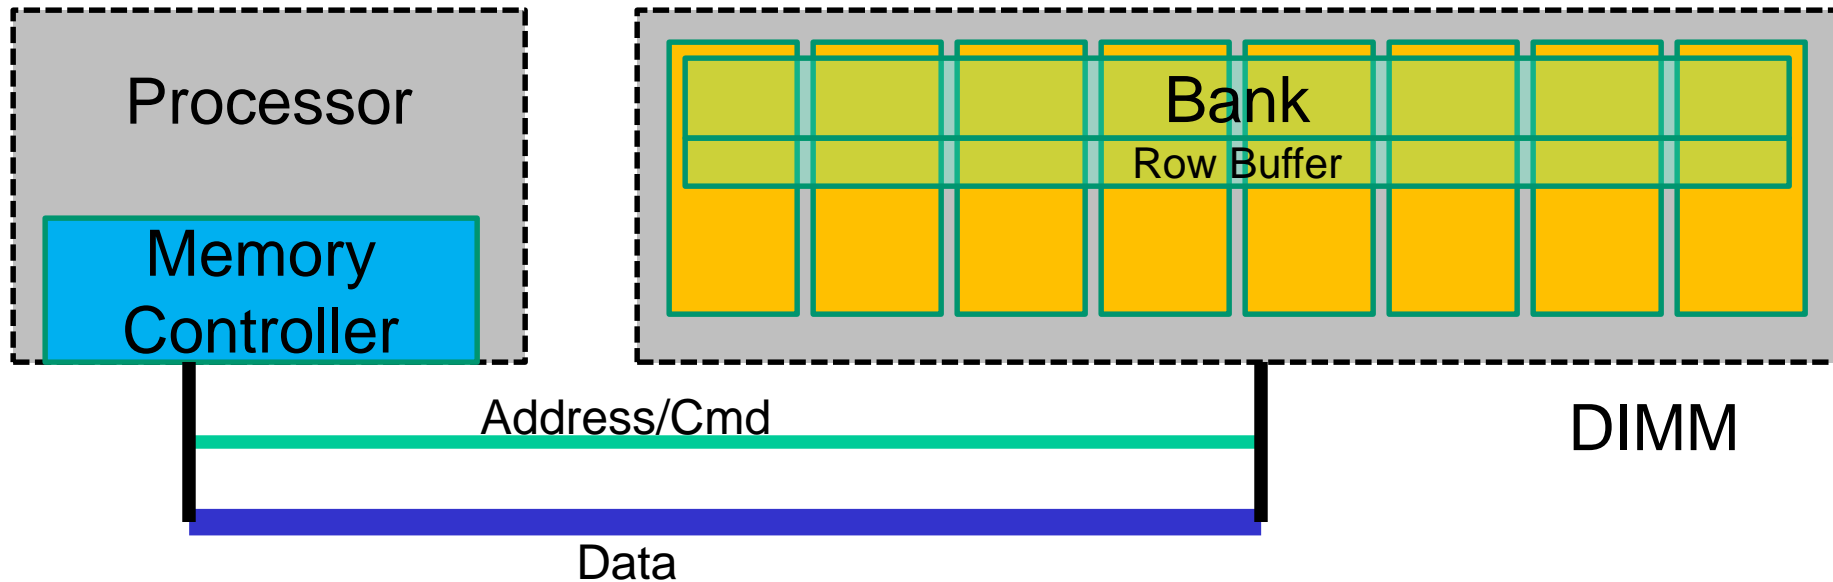 Processor
Bank
Row Buffer
Memory
Controller
Address/Cmd
DIMM
Data